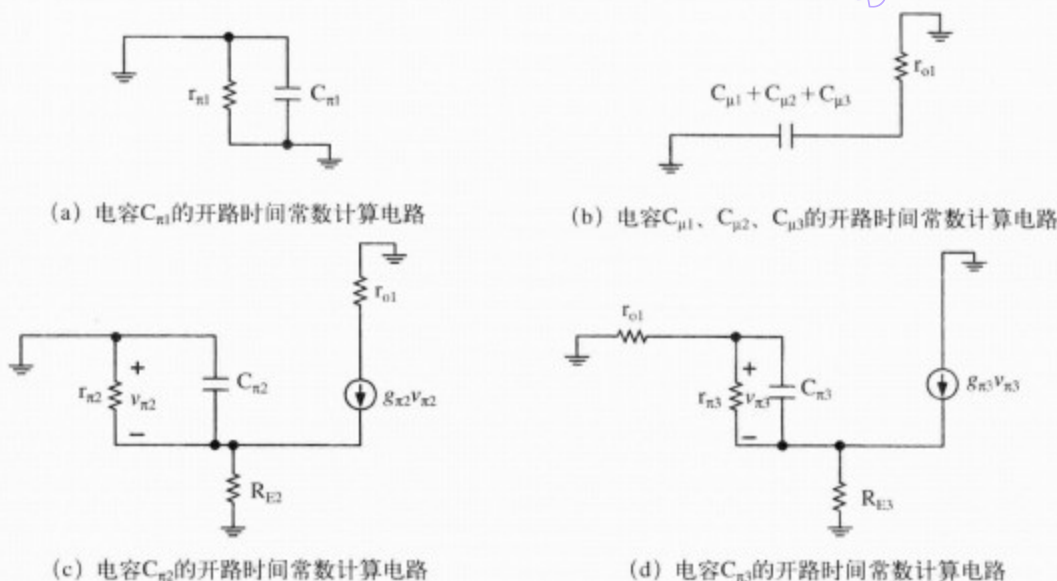 r_π1
C_π1
C_μ1+C_μ2+C_μ3
r_o1
(a) 电容C_π1的开路时间常数计算电路
(b) 电容C_μ1、C_μ2、C_μ3的开路时间常数计算电路
r_o1
r_π2
+
v_π2
−
C_π2
g_π2v_π2
R_E2
r_o1
r_π3
+
v_π3
−
C_π3
g_π3v_π3
R_E3
(c) 电容C_π2的开路时间常数计算电路
(d) 电容C_π3的开路时间常数计算电路